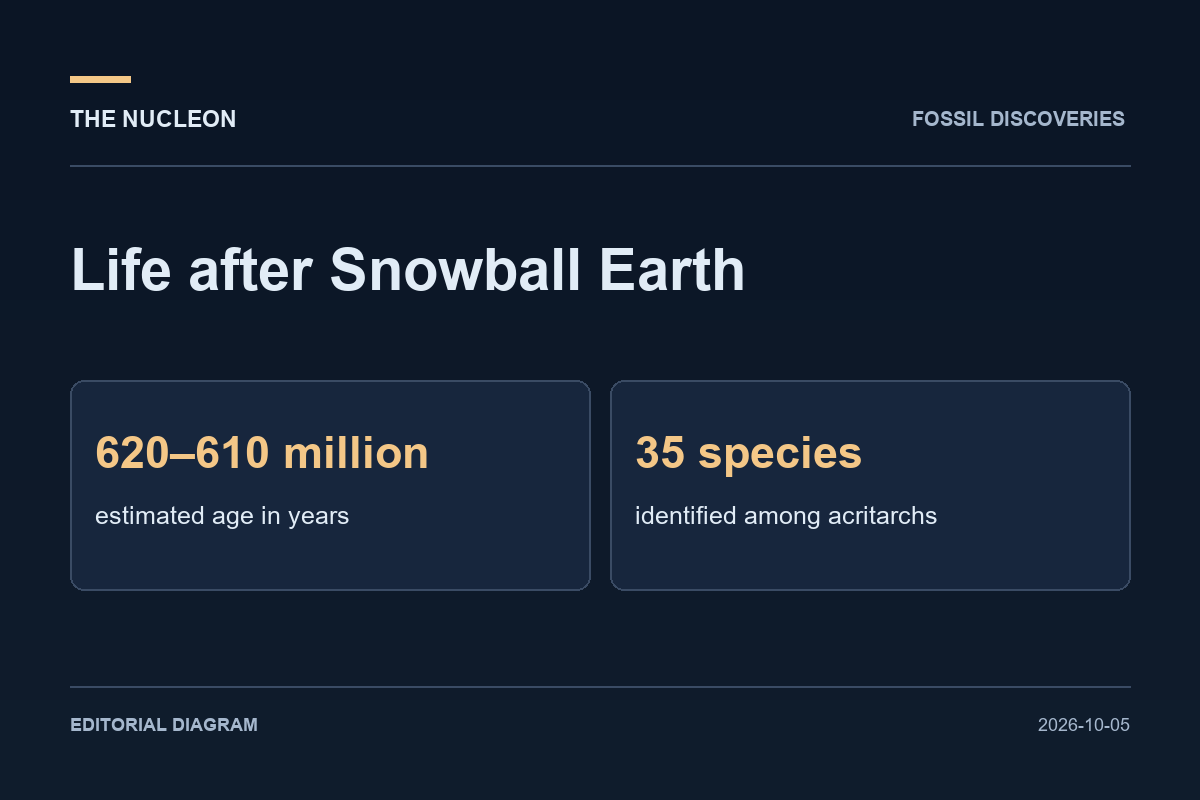 THE NUCLEON
FOSSIL DISCOVERIES
Life after Snowball Earth
620–610 million
estimated age in years
35 species
identified among acritarchs
EDITORIAL DIAGRAM
2026-10-05